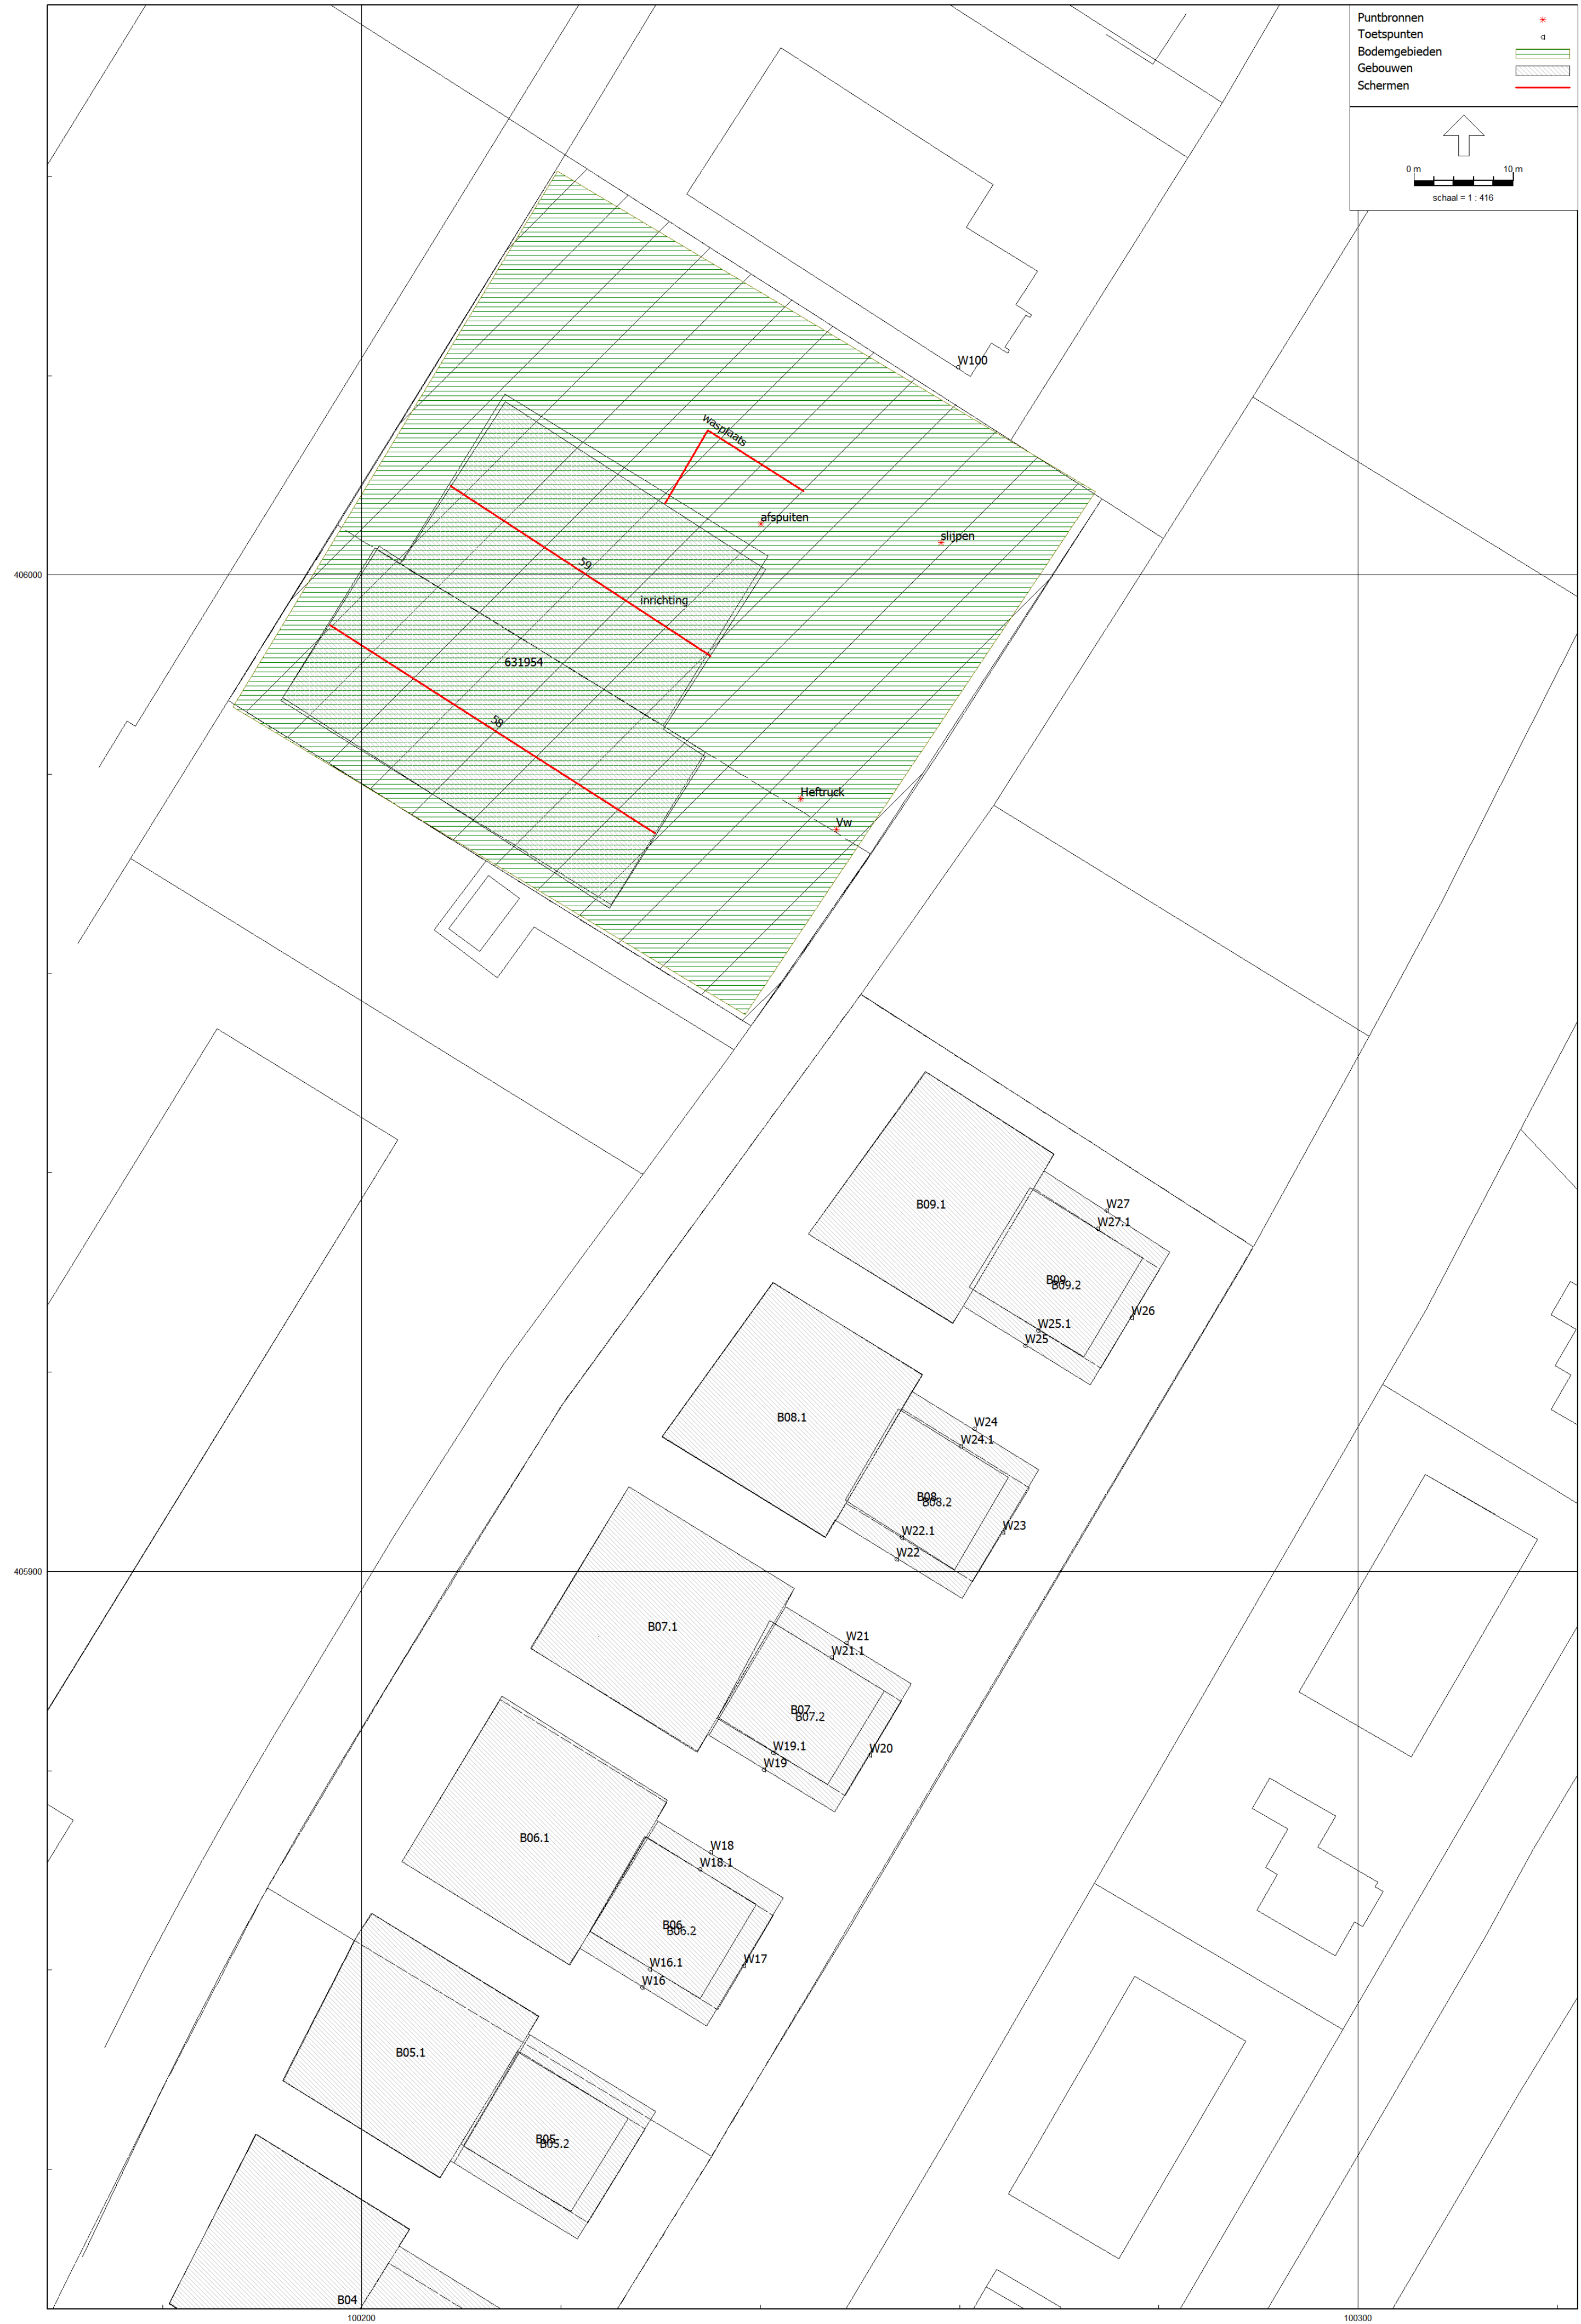 Puntbronnen
Toetspunten
Bodemgebieden
Gebouwen
Schermen
0 m 10 m
schaal = 1 : 416
W100
wasplaats
afspuiten
slijpen
406000
59
inrichting
631954
58
Heftruck
Vw
B09.1
W27
W27.1
B09
B09.2
W26
W25.1
W25
B08.1
W24
W24.1
B08
B08.2
W23
W22.1
W22
405900
B07.1
W21
W21.1
B07
B07.2
W20
W19.1
W19
B06.1
W18
W18.1
B06
B06.2
W17
W16.1
W16
B05.1
B05
B05.2
B04
100200 100300